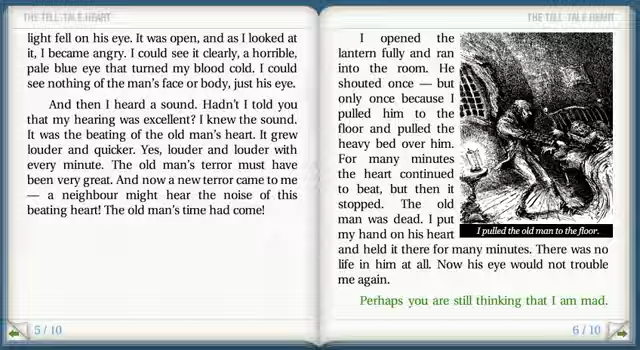 THE TELL-TALE HEART
light fell on his eye. It was open, and as I looked at
it, I became angry. I could see it clearly, a horrible,
pale blue eye that turned my blood cold. I could
see nothing of the man's face or body, just his eye.
And then I heard a sound. Hadn't I told you
that my hearing was excellent? I knew the sound.
It was the beating of the old man's heart. It grew
louder and quicker. Yes, louder and louder with
every minute. The old man's terror must have
been very great. And now a new terror came to me
— a neighbour might hear the noise of this
beating heart! The old man's time had come!
5 / 10
THE TELL-TALE HEART
I opened the
lantern fully and ran
into the room. He
shouted once — but
only once because I
pulled him to the
floor and pulled the
heavy bed over him.
For many minutes
the heart continued
to beat, but then it
stopped. The old
man was dead. I put
my hand on his heart
I pulled the old man to the floor.
and held it there for many minutes. There was no
life in him at all. Now his eye would not trouble
me again.
Perhaps you are still thinking that I am mad.
6 / 10